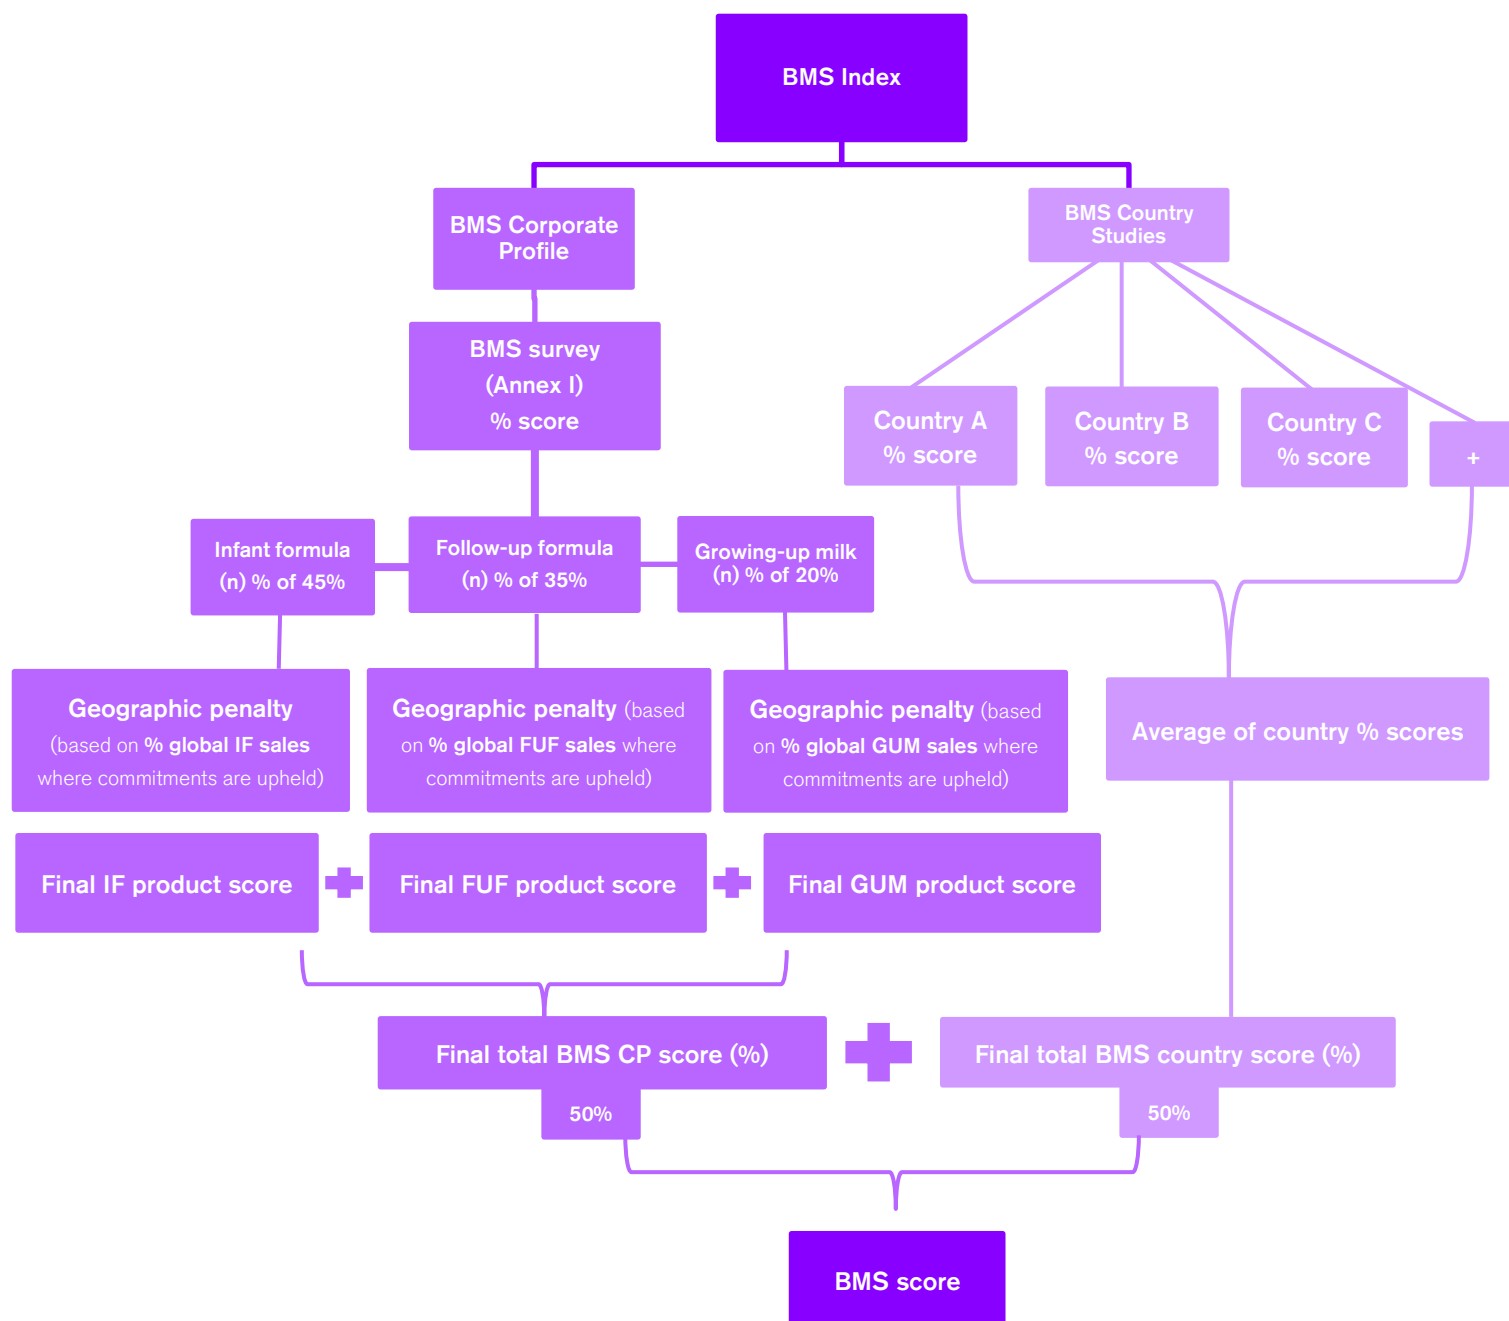 BMS Index
BMS Corporate
Profile
BMS Country
Studies
BMS survey
(Annex I)
% score
Country A
% score
Country B
% score
Country C
% score
+
Infant formula
(n) % of 45%
Follow-up formula
(n) % of 35%
Growing-up milk
(n) % of 20%
Geographic penalty
(based on % global IF sales
where commitments are upheld)
Geographic penalty (based
on % global FUF sales where
commitments are upheld)
Geographic penalty (based
on % global GUM sales where
commitments are upheld)
Average of country % scores
Final IF product score
Final FUF product score
Final GUM product score
Final total BMS CP score (%)
50%
Final total BMS country score (%)
50%
BMS score